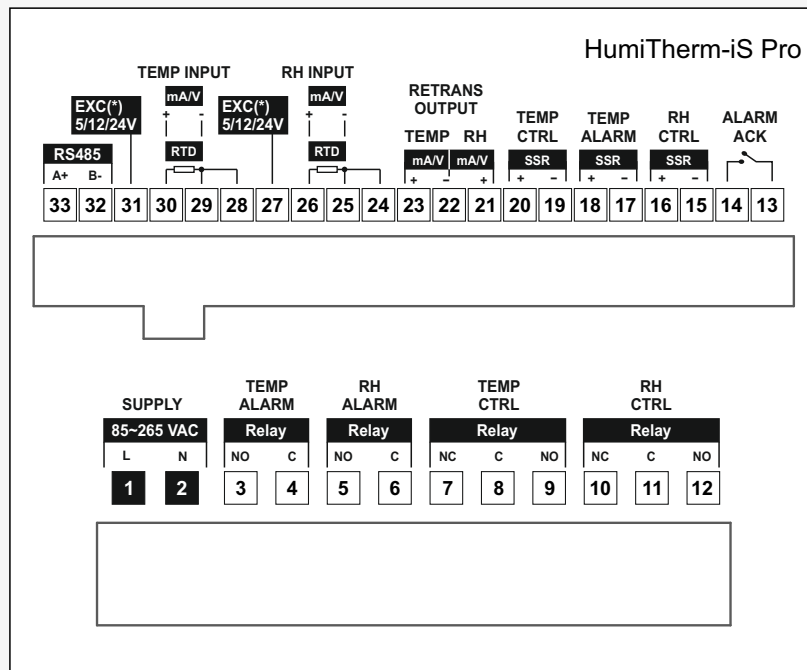 HumiTherm-iS Pro
TEMP INPUT
RH INPUT
RETRANS
OUTPUT
TEMP RH
TEMP
CTRL
TEMP
ALARM
RH
CTRL
ALARM
ACK
EXC(*)
5/12/24V
mA/V
+ -
EXC(*)
5/12/24V
mA/V
+ -
RS485
A+ B-
RTD
RTD
mA/V mA/V
+ − +
SSR
+ −
SSR
+ −
SSR
+ −
33 32 31 30 29 28 27 26 25 24 23 22 21 20 19 18 17 16 15 14 13
SUPPLY
85~265 VAC
L N
TEMP
ALARM
Relay
NO C
RH
ALARM
Relay
NO C
TEMP
CTRL
Relay
NC C NO
RH
CTRL
Relay
NC C NO
1 2 3 4 5 6 7 8 9 10 11 12